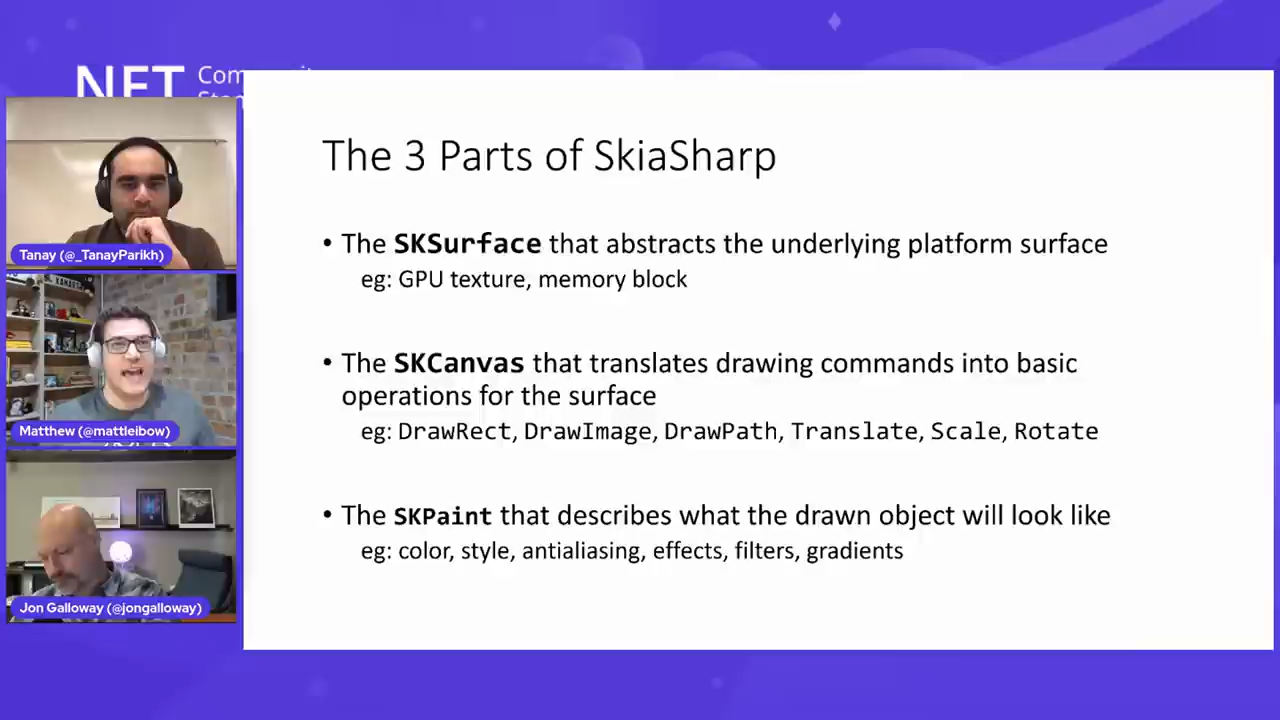 NET
The 3 Parts of SkiaSharp
• The SKSurface that abstracts the underlying platform surface
eg: GPU texture, memory block
• The SKCanvas that translates drawing commands into basic
operations for the surface
eg: DrawRect, DrawImage, DrawPath, Translate, Scale, Rotate
• The SKPaint that describes what the drawn object will look like
eg: color, style, antialiasing, effects, filters, gradients
Tanay (@_TanayParikh)
Matthew (@mattleibow)
Jon Galloway (@jongalloway)